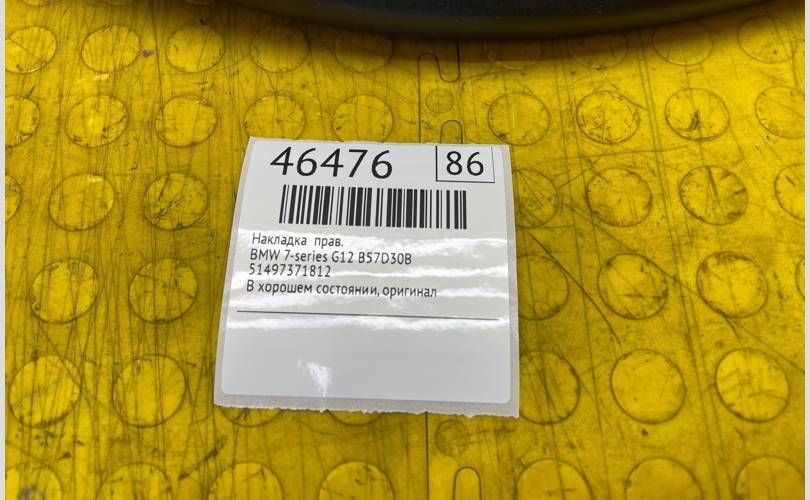 46476 86
Накладка прав.
BMW 7-series G12 B57D30B
51497371812
В хорошем состоянии, оригинал